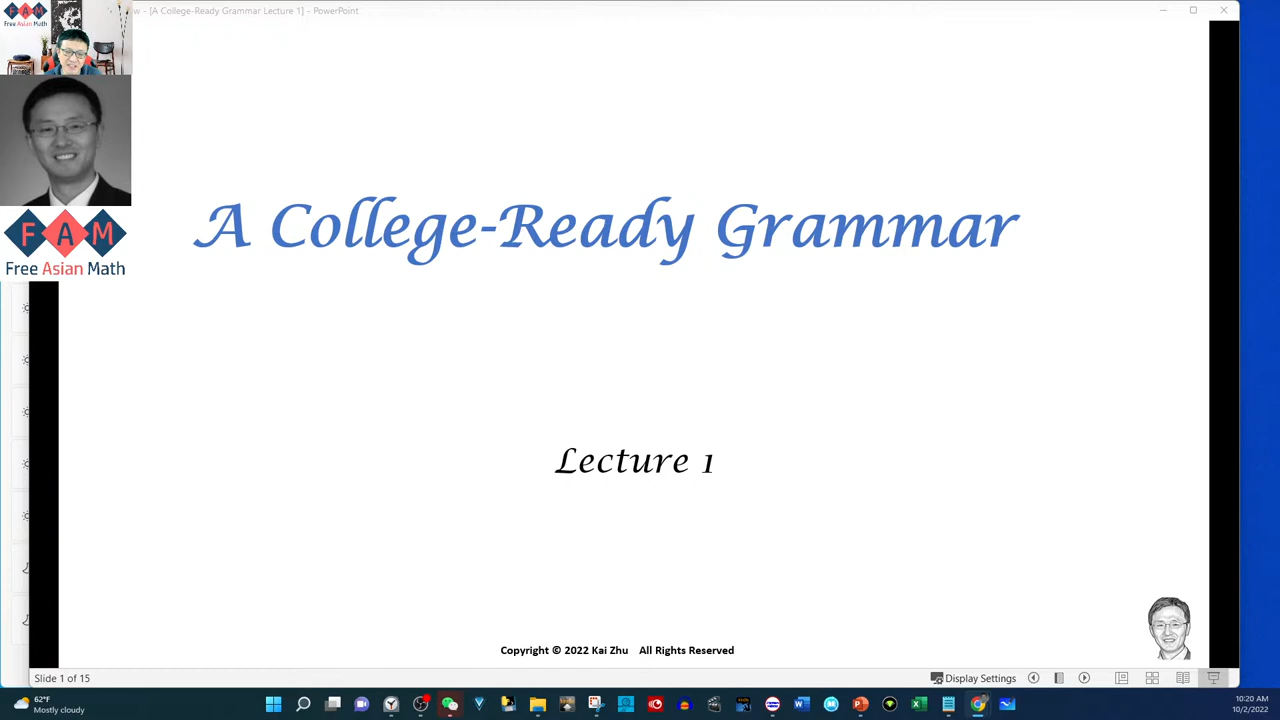 F A M
Free Asian Math
w - [A College-Ready Grammar Lecture 1] - PowerPoint
F A M
Free Asian Math
A College-Ready Grammar
Lecture 1
Copyright © 2022 Kai Zhu All Rights Reserved
Slide 1 of 15
Display Settings
62°F
Mostly cloudy
10:20 AM
10/2/2022